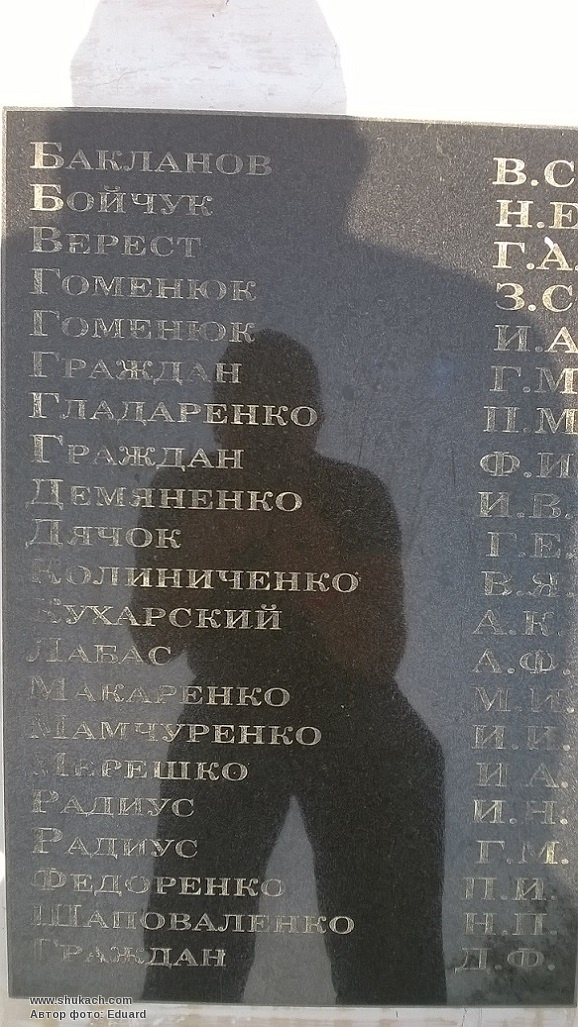 Бакланов В.С
Бойчук Н.Е
Верест Г.А.
Гоменюк З.С
Гоменюк И.А
Граждан Г.М
Гладаренко П.М
Граждан Ф.И
Демяненко И.В.
Дячок Г.Е.
Колиниченко В.Я.
Кухарский А.К.
Лабас А.Ф.
Макаренко М.И.
Мамчуренко И.И.
Мерешко И.А.
Радиус И.Н.
Радиус Г.М.
Федоренко П.И.
Шаповаленко Н.П.
Граждан Д.Ф.
www.shukach.com
Автор фото: Eduard